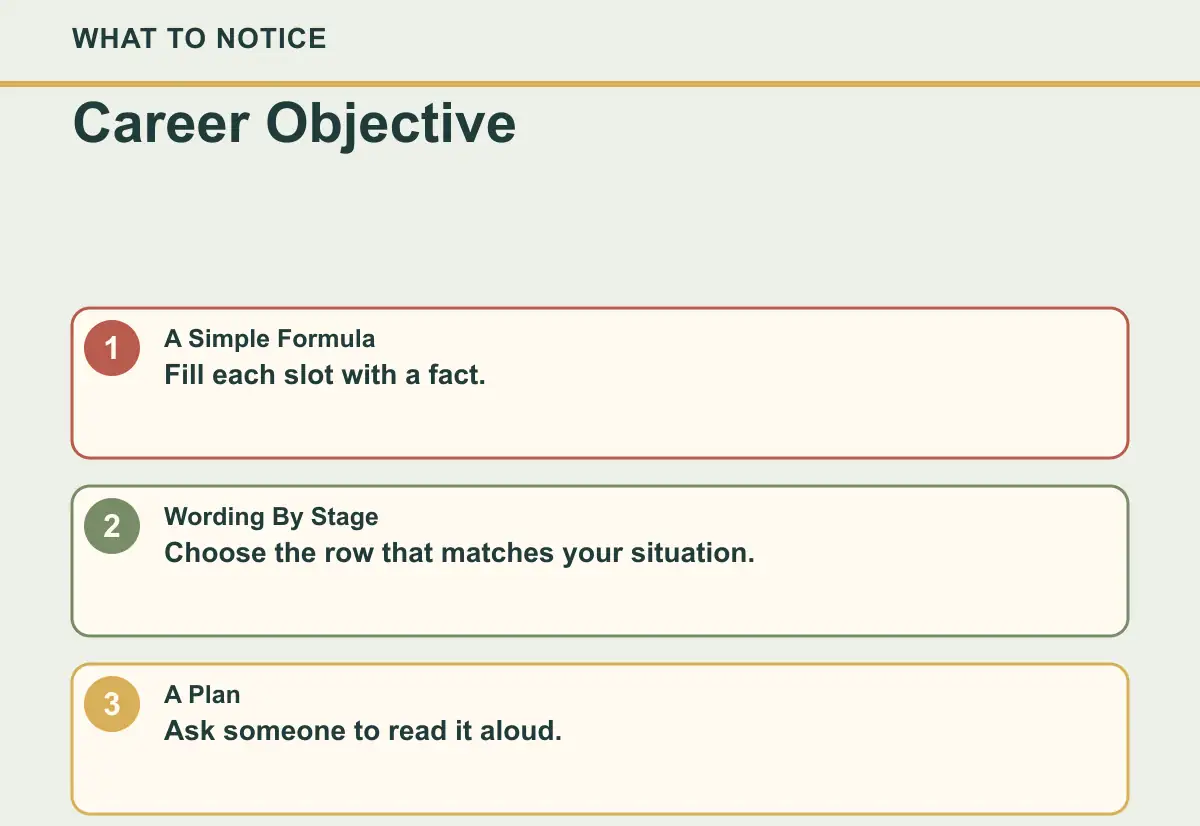 WHAT TO NOTICE
Career Objective
1
A Simple Formula
Fill each slot with a fact.
2
Wording By Stage
Choose the row that matches your situation.
3
A Plan
Ask someone to read it aloud.